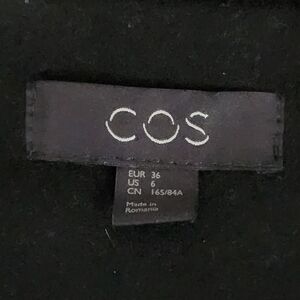 COS
EUR 36
US 6
CN 165/84A
Made in
Romania